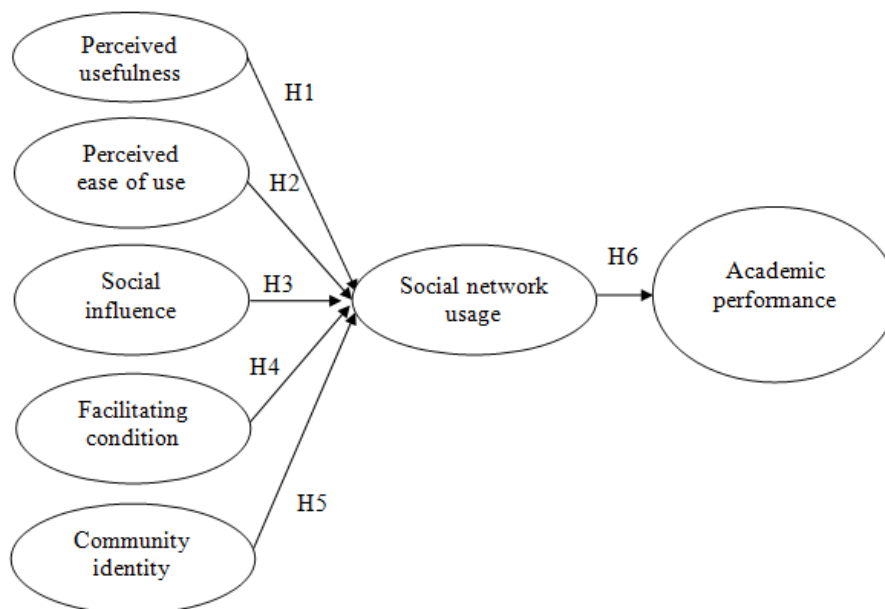 Perceived
usefulness
H1
Perceived
ease of use
H2
Social
influence
H3
Social network
usage
H6
Academic
performance
H4
Facilitating
condition
H5
Community
identity